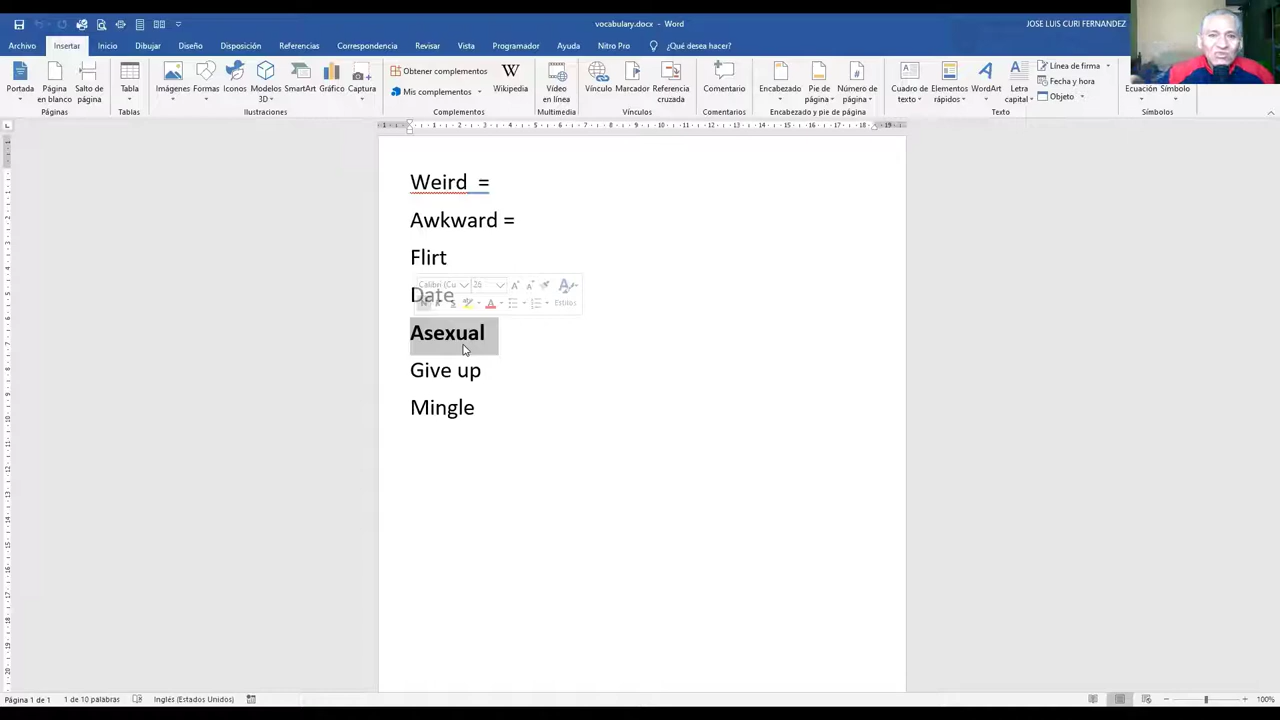 vocabulary.docx - Word
JOSE LUIS CURI FERNANDEZ
Archivo Insertar Inicio Dibujar Diseño Disposición Referencias Correspondencia Revisar Vista Programador Ayuda Nitro Pro ¿Qué desea hacer?
Portada
Página en blanco
Salto de página
Páginas
Tabla
Tablas
Imágenes
Formas
Iconos
Modelos 3D
SmartArt
Gráfico
Captura
Ilustraciones
Obtener complementos
Mis complementos
Wikipedia
Complementos
Vídeo en línea
Multimedia
Vínculo
Marcador
Referencia cruzada
Vínculos
Comentario
Comentarios
Encabezado
Pie de página
Número de página
Encabezado y pie de página
Cuadro de texto
Elementos rápidos
WordArt
Letra capital
Línea de firma
Fecha y hora
Objeto
Texto
Ecuación
Símbolo
Símbolos
Weird =
Awkward =
Flirt
Calibri (Cu 26
Date
Estilos
Asexual
Give up
Mingle
Página 1 de 1 1 de 10 palabras Inglés (Estados Unidos) 100%